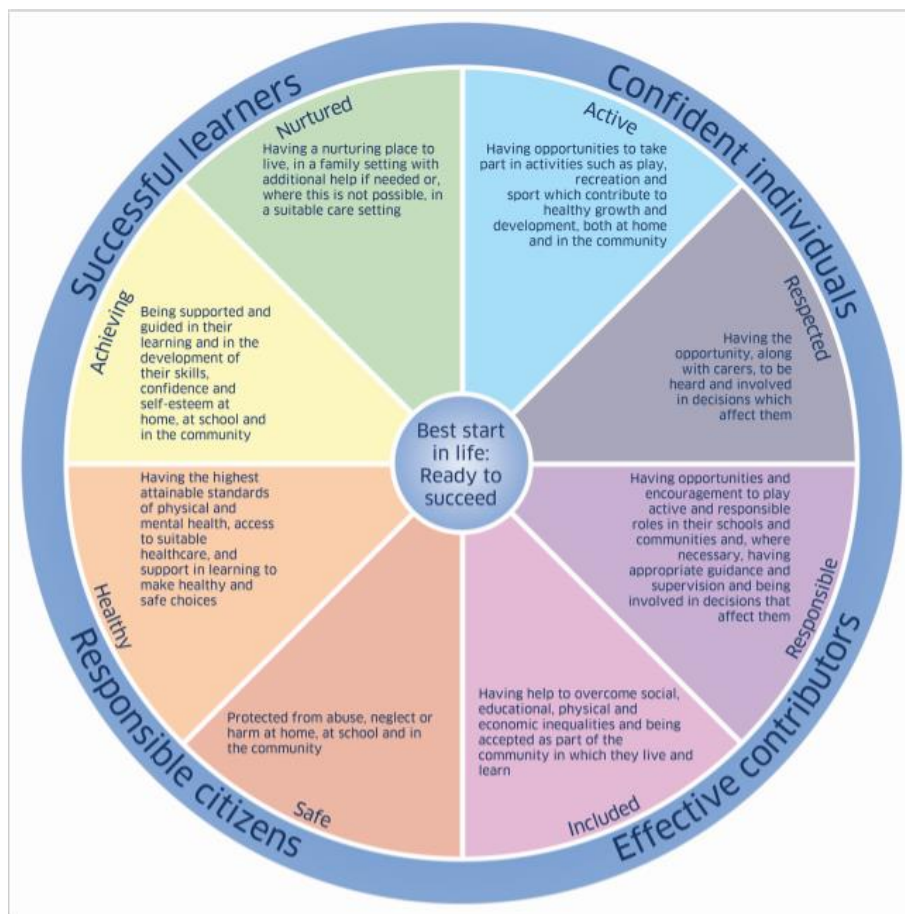 Successful learners
Confident individuals
Nurtured
Having a nurturing place to
live, in a family setting with
additional help if needed or,
where this is not possible, in
a suitable care setting
Active
Having opportunities to take
part in activities such as play,
recreation and
sport which contribute to
healthy growth and
development, both at home
and in the community
Achieving
Being supported and
guided in their
learning and in the
development of
their skills,
confidence and
self-esteem at
home, at school and
in the community
Respected
Having the
opportunity, along
with carers, to be
heard and involved
in decisions which
affect them
Best start
in life:
Ready to
succeed
Healthy
Having the highest
attainable standards
of physical and
mental health, access
to suitable
healthcare, and
support in learning to
make healthy and
safe choices
Responsible
Having opportunities and
encouragement to play
active and responsible
roles in their schools and
communities and, where
necessary, having
appropriate guidance and
supervision and being
involved in decisions that
affect them
Protected from abuse, neglect or
harm at home, at school and in
the community
Safe
Having help to overcome social,
educational, physical and
economic inequalities and being
accepted as part of the
community in which they live and
learn
Included
Responsible citizens
Effective contributors